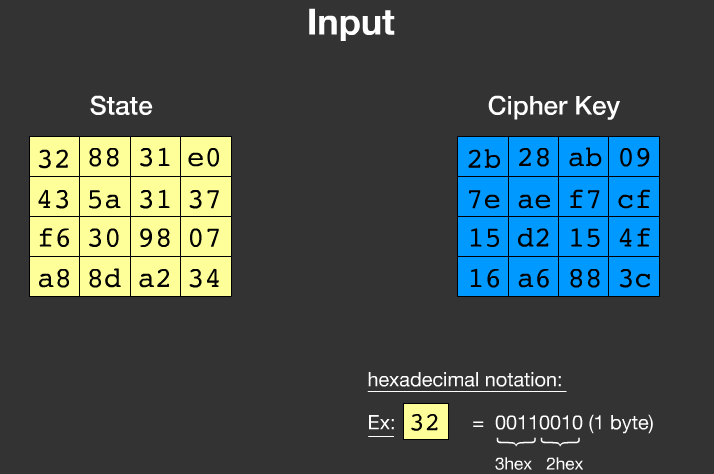 Input
State
Cipher Key
32 88 31 e0
43 5a 31 37
f6 30 98 07
a8 8d a2 34
2b 28 ab 09
7e ae f7 cf
15 d2 15 4f
16 a6 88 3c
hexadecimal notation:
Ex: 32 = 00110010 (1 byte)
3hex 2hex